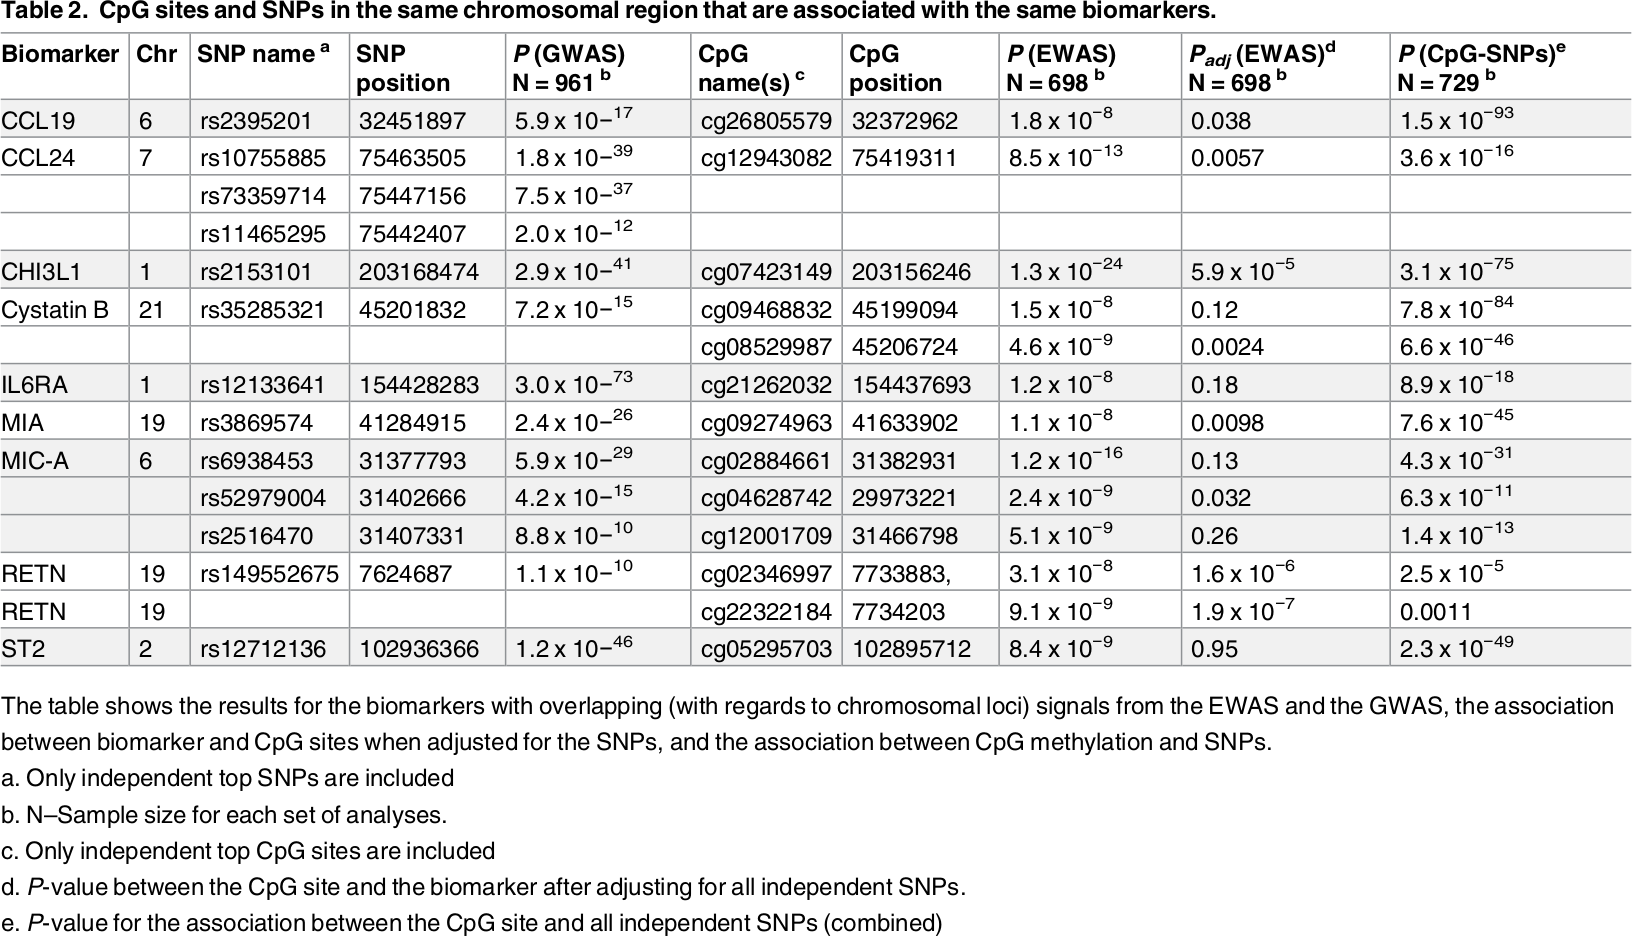 Table 2. CpG sites and SNPs in the same chromosomal region that are associated with the same biomarkers.
Biomarker Chr SNP name a SNP position P (GWAS) N = 961 b CpG name(s) c CpG position P (EWAS) N = 698 b Padj (EWAS)d N = 698 b P (CpG-SNPs)e N = 729 b
CCL19 6 rs2395201 32451897 5.9 x 10−17 cg26805579 32372962 1.8 x 10−8 0.038 1.5 x 10−93
CCL24 7 rs10755885 75463505 1.8 x 10−39 cg12943082 75419311 8.5 x 10−13 0.0057 3.6 x 10−16
rs73359714 75447156 7.5 x 10−37
rs11465295 75442407 2.0 x 10−12
CHI3L1 1 rs2153101 203168474 2.9 x 10−41 cg07423149 203156246 1.3 x 10−24 5.9 x 10−5 3.1 x 10−75
Cystatin B 21 rs35285321 45201832 7.2 x 10−15 cg09468832 45199094 1.5 x 10−8 0.12 7.8 x 10−84
cg08529987 45206724 4.6 x 10−9 0.0024 6.6 x 10−46
IL6RA 1 rs12133641 154428283 3.0 x 10−73 cg21262032 154437693 1.2 x 10−8 0.18 8.9 x 10−18
MIA 19 rs3869574 41284915 2.4 x 10−26 cg09274963 41633902 1.1 x 10−8 0.0098 7.6 x 10−45
MIC-A 6 rs6938453 31377793 5.9 x 10−29 cg02884661 31382931 1.2 x 10−16 0.13 4.3 x 10−31
rs52979004 31402666 4.2 x 10−15 cg04628742 29973221 2.4 x 10−9 0.032 6.3 x 10−11
rs2516470 31407331 8.8 x 10−10 cg12001709 31466798 5.1 x 10−9 0.26 1.4 x 10−13
RETN 19 rs149552675 7624687 1.1 x 10−10 cg02346997 7733883, 3.1 x 10−8 1.6 x 10−6 2.5 x 10−5
RETN 19 cg22322184 7734203 9.1 x 10−9 1.9 x 10−7 0.0011
ST2 2 rs12712136 102936366 1.2 x 10−46 cg05295703 102895712 8.4 x 10−9 0.95 2.3 x 10−49
The table shows the results for the biomarkers with overlapping (with regards to chromosomal loci) signals from the EWAS and the GWAS, the association
between biomarker and CpG sites when adjusted for the SNPs, and the association between CpG methylation and SNPs.
a. Only independent top SNPs are included
b. N–Sample size for each set of analyses.
c. Only independent top CpG sites are included
d. P-value between the CpG site and the biomarker after adjusting for all independent SNPs.
e. P-value for the association between the CpG site and all independent SNPs (combined)